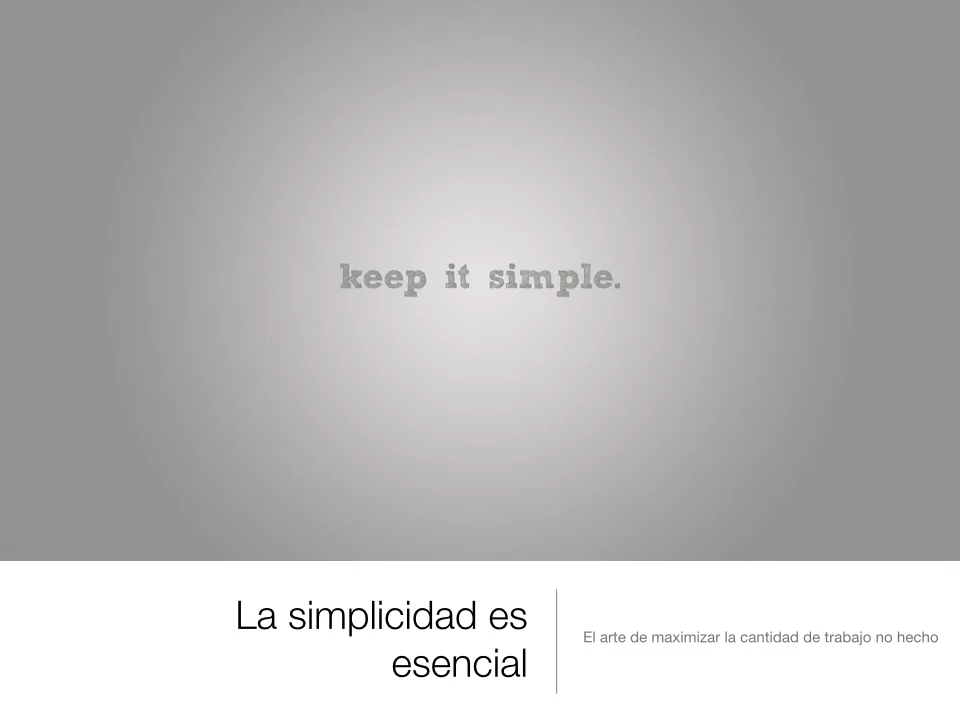 keep it simple.
La simplicidad es
esencial
El arte de maximizar la cantidad de trabajo no hecho